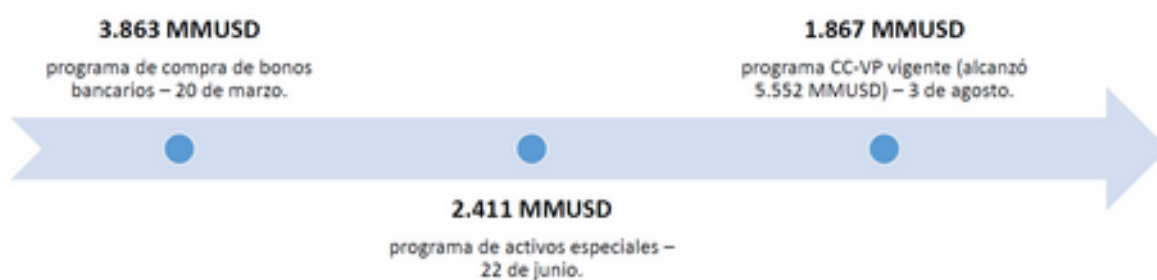 3.863 MMUSD
programa de compra de bonos
bancarios – 20 de marzo.
2.411 MMUSD
programa de activos especiales –
22 de junio.
1.867 MMUSD
programa CC-VP vigente (alcanzó
5.552 MMUSD) – 3 de agosto.